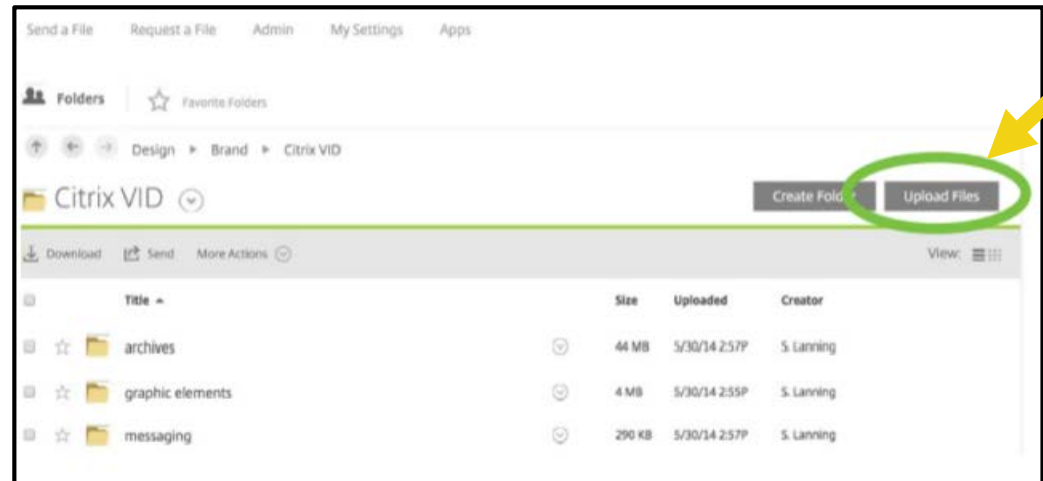 Send a File Request a File Admin My Settings Apps
Folders Favorite Folders
Design Brand Citrix VID
Citrix VID Create Folder Upload Files
Download Send More Actions View:
Title Size Uploaded Creator
archives 44 MB 5/30/14 2:57P S. Lanning
graphic elements 4 MB 5/30/14 2:55P S. Lanning
messaging 290 KB 5/30/14 2:57P S. Lanning